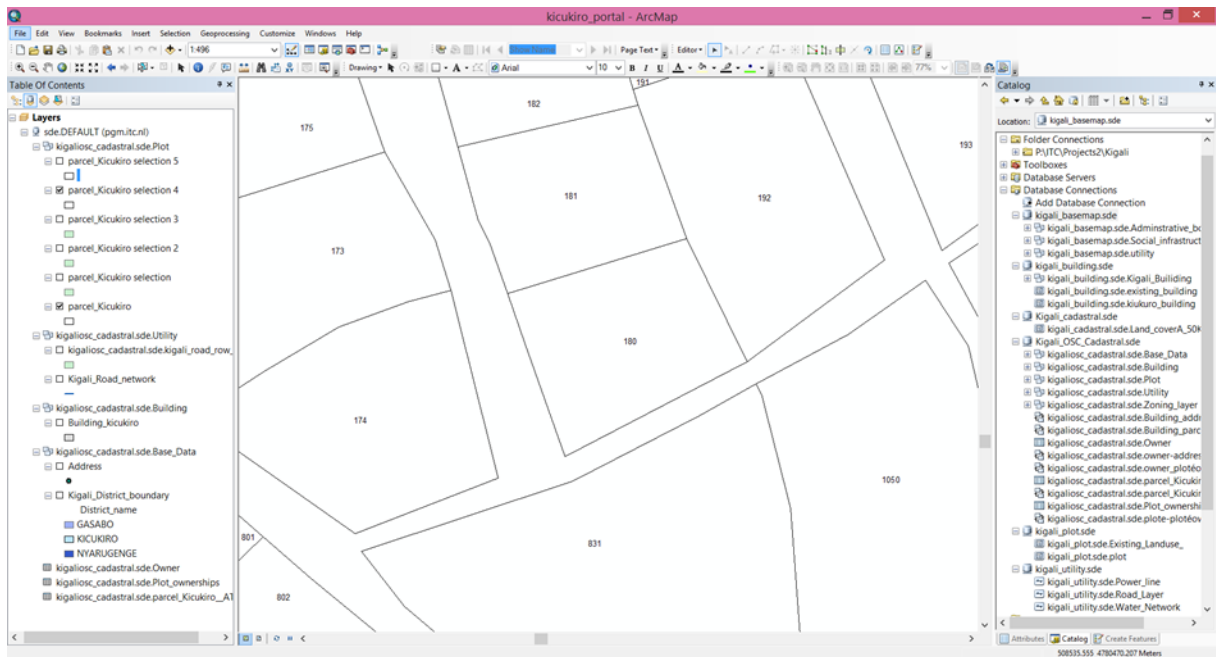 kicukiro_portal - ArcMap
File Edit View Bookmarks Insert Selection Geoprocessing Customize Windows Help
1:496 Page Text Editor
Drawing Arial 10 B I U A 77%
Table Of Contents
Layers
sde.DEFAULT (pgm.itc.nl)
kigaliosc_cadastral.sde.Plot
parcel_Kicukiro selection 5
parcel_Kicukiro selection 4
parcel_Kicukiro selection 3
parcel_Kicukiro selection 2
parcel_Kicukiro selection
parcel_Kicukiro
kigaliosc_cadastral.sde.Utility
kigaliosc_cadastral.sde.kigali_road_row_
Kigali_Road_network
kigaliosc_cadastral.sde.Building
Building_kicukiro
kigaliosc_cadastral.sde.Base_Data
Address
Kigali_District_boundary
District_name
GASABO
KICUKIRO
NYARUGENGE
kigaliosc_cadastral.sde.Owner
kigaliosc_cadastral.sde.Plot_ownerships
kigaliosc_cadastral.sde.parcel_Kicukiro__AT
191
182
175
193
181
192
173
180
174
1050
801
831
802
Catalog
Location: kigali_basemap.sde
Folder Connections
P:\ITC\Projects2\Kigali
Toolboxes
Database Servers
Database Connections
Add Database Connection
kigali_basemap.sde
kigali_basemap.sde.Adminstrative_bo
kigali_basemap.sde.Social_infrastruct
kigali_basemap.sde.utility
kigali_building.sde
kigali_building.sde.Kigali_Builiding
kigali_building.sde.existing_building
kigali_building.sde.kiukuro_building
Kigali_cadastral.sde
kigali_cadastral.sde.Land_coverA_50K
Kigali_OSC_Cadastral.sde
kigaliosc_cadastral.sde.Base_Data
kigaliosc_cadastral.sde.Building
kigaliosc_cadastral.sde.Plot
kigaliosc_cadastral.sde.Utility
kigaliosc_cadastral.sde.Zoning_layer
kigaliosc_cadastral.sde.Building_addr
kigaliosc_cadastral.sde.Building_parc
kigaliosc_cadastral.sde.Owner
kigaliosc_cadastral.sde.owner-addres
kigaliosc_cadastral.sde.owner_plotéo
kigaliosc_cadastral.sde.parcel_Kicukir
kigaliosc_cadastral.sde.parcel_Kicukir
kigaliosc_cadastral.sde.Plot_ownershi
kigaliosc_cadastral.sde.plote-plotéov
kigali_plot.sde
kigali_plot.sde.Existing_Landuse_
kigali_plot.sde.plot
kigali_utility.sde
kigali_utility.sde.Power_line
kigali_utility.sde.Road_Layer
kigali_utility.sde.Water_Network
Attributes Catalog Create Features
508535.555 4780470.207 Meters